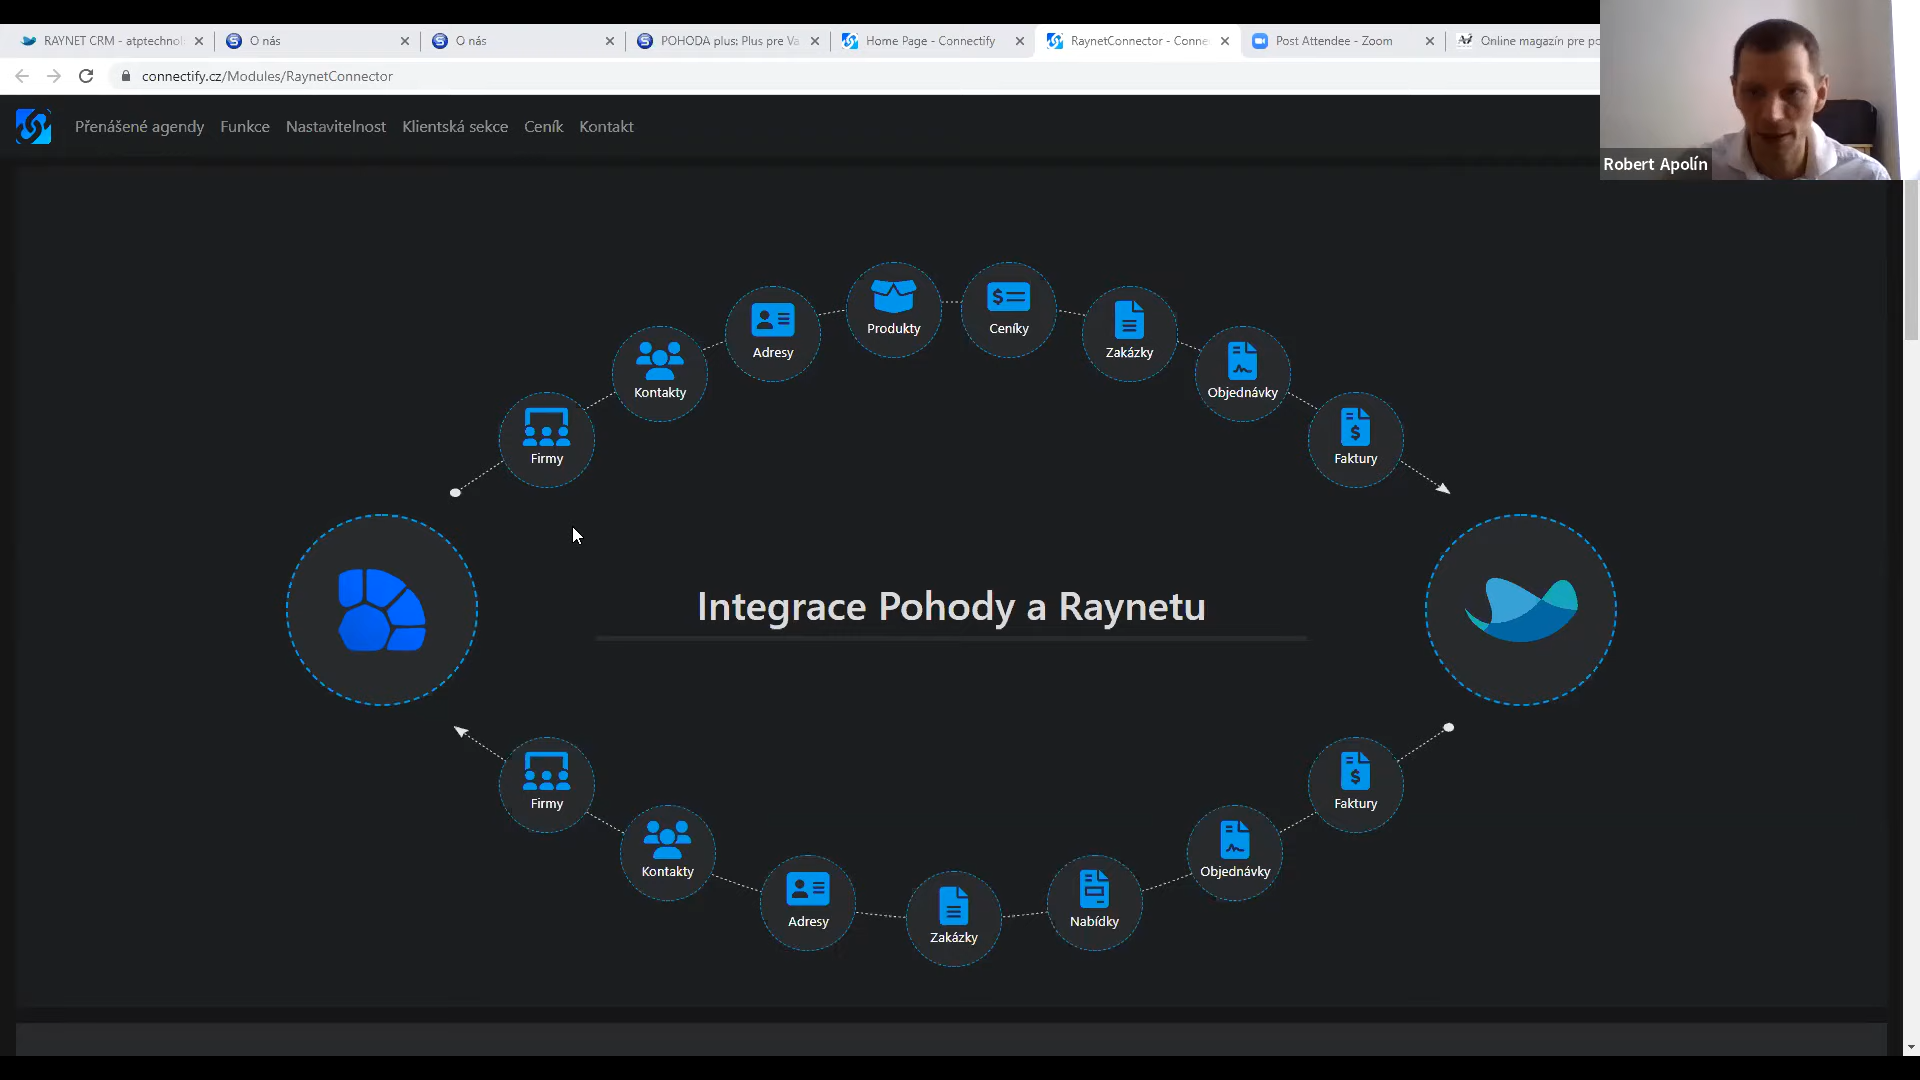 RAYNET CRM - atptechnol
O nás
O nás
POHODA plus: Plus pre Va
Home Page - Connectify
RaynetConnector - Conne
Post Attendee - Zoom
Online magazín pre po
connectify.cz/Modules/RaynetConnector
Přenášené agendy
Funkce
Nastavitelnost
Klientská sekce
Ceník
Kontakt
Robert Apolín
Firmy
Kontakty
Adresy
Produkty
Ceníky
Zakázky
Objednávky
Faktury
Integrace Pohody a Raynetu
Firmy
Kontakty
Adresy
Zakázky
Nabídky
Objednávky
Faktury